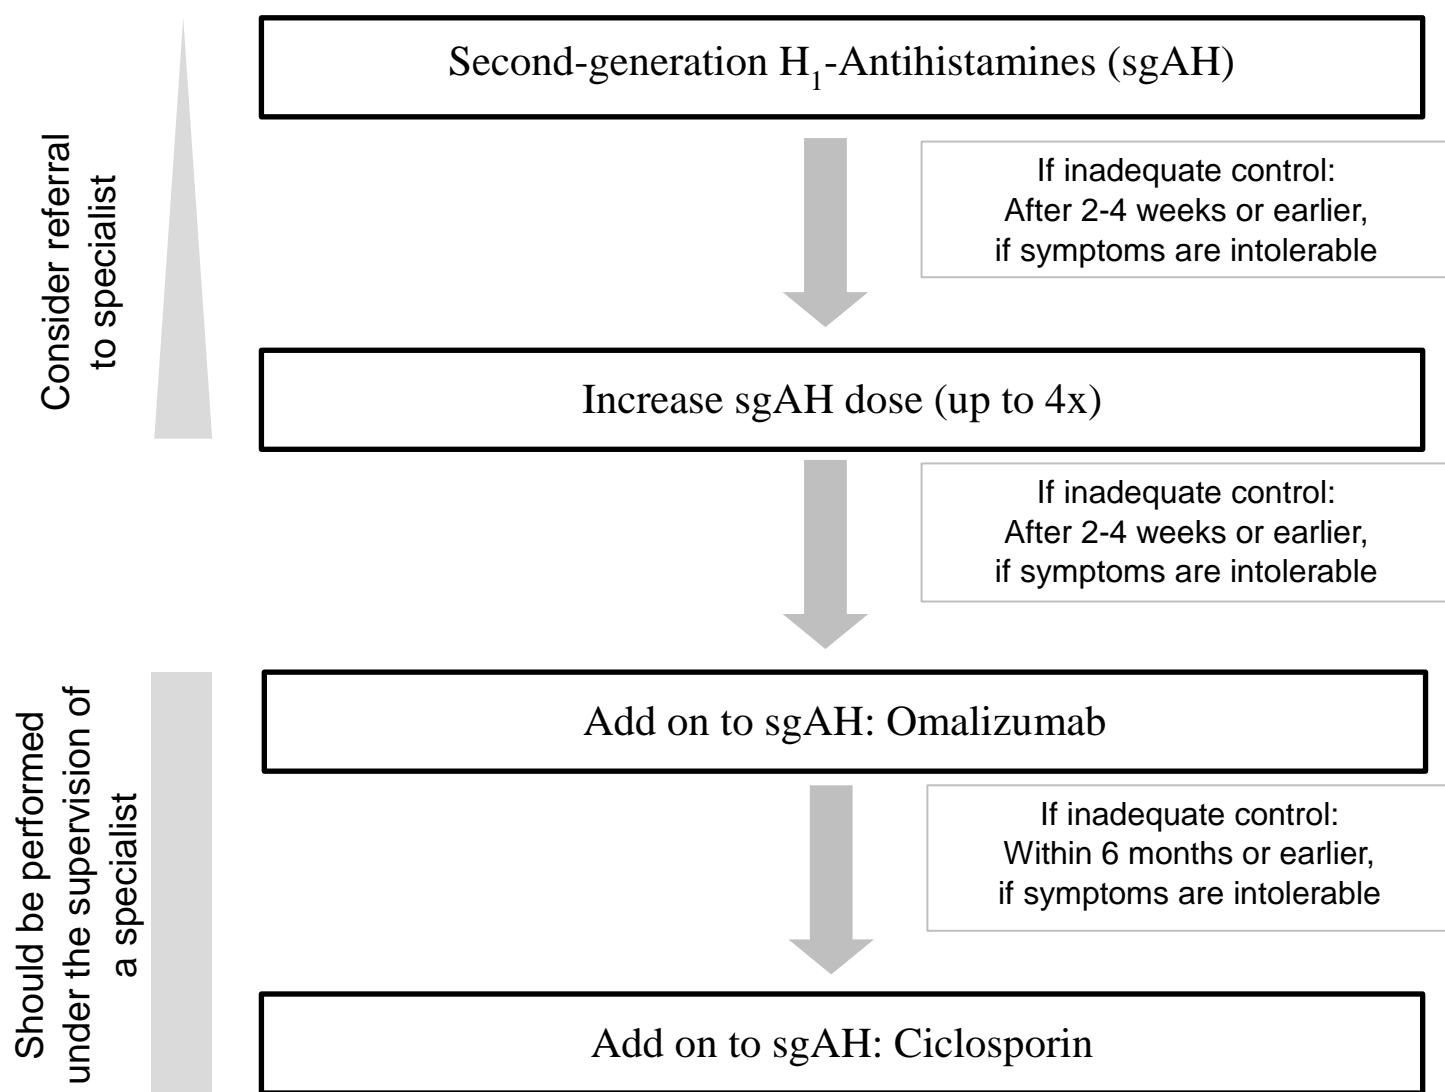 Second-generation H₁-Antihistamines (sgAH)
Consider referral
to specialist
If inadequate control:
After 2-4 weeks or earlier,
if symptoms are intolerable
Increase sgAH dose (up to 4x)
If inadequate control:
After 2-4 weeks or earlier,
if symptoms are intolerable
Should be performed
under the supervision of
a specialist
Add on to sgAH: Omalizumab
If inadequate control:
Within 6 months or earlier,
if symptoms are intolerable
Add on to sgAH: Ciclosporin